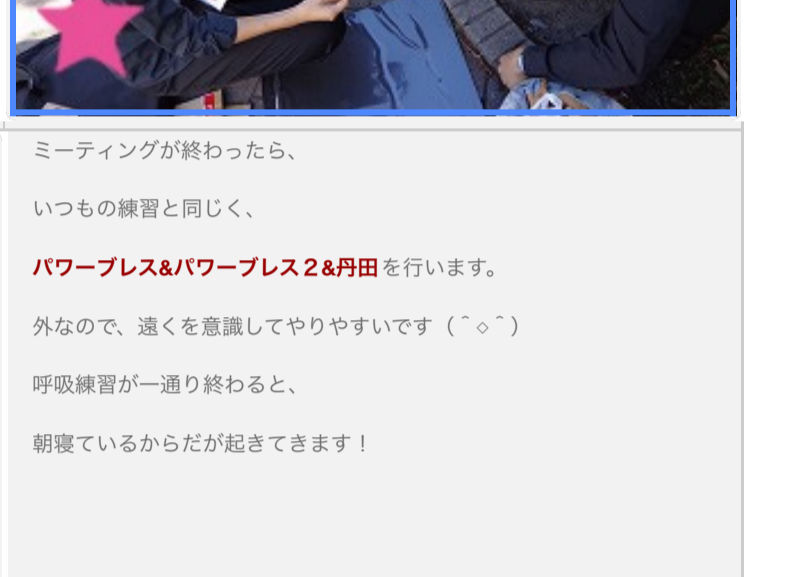 ミーティングが終わったら、
いつもの練習と同じく、
パワーブレス&パワーブレス２&丹田を行います。
外なので、遠くを意識してやりやすいです（＾◇＾）
呼吸練習が一通り終わると、
朝寝ているからだが起きてきます！